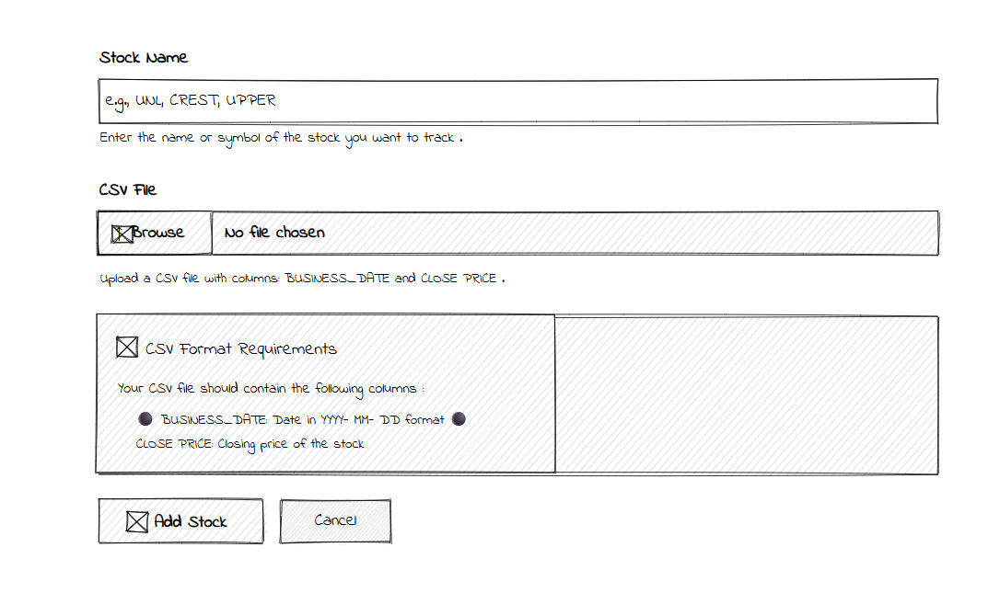 Stock Name
e.g., UNL, CREST, UPPER
Enter the name or symbol of the stock you want to track .
CSV File
Browse No file chosen
Upload a CSV file with columns: BUSINESS_DATE and CLOSE PRICE .
CSV Format Requirements
Your CSV file should contain the following columns :
BUSINESS_DATE: Date in YYYY- MM- DD format
CLOSE PRICE: Closing price of the stock
Add Stock Cancel